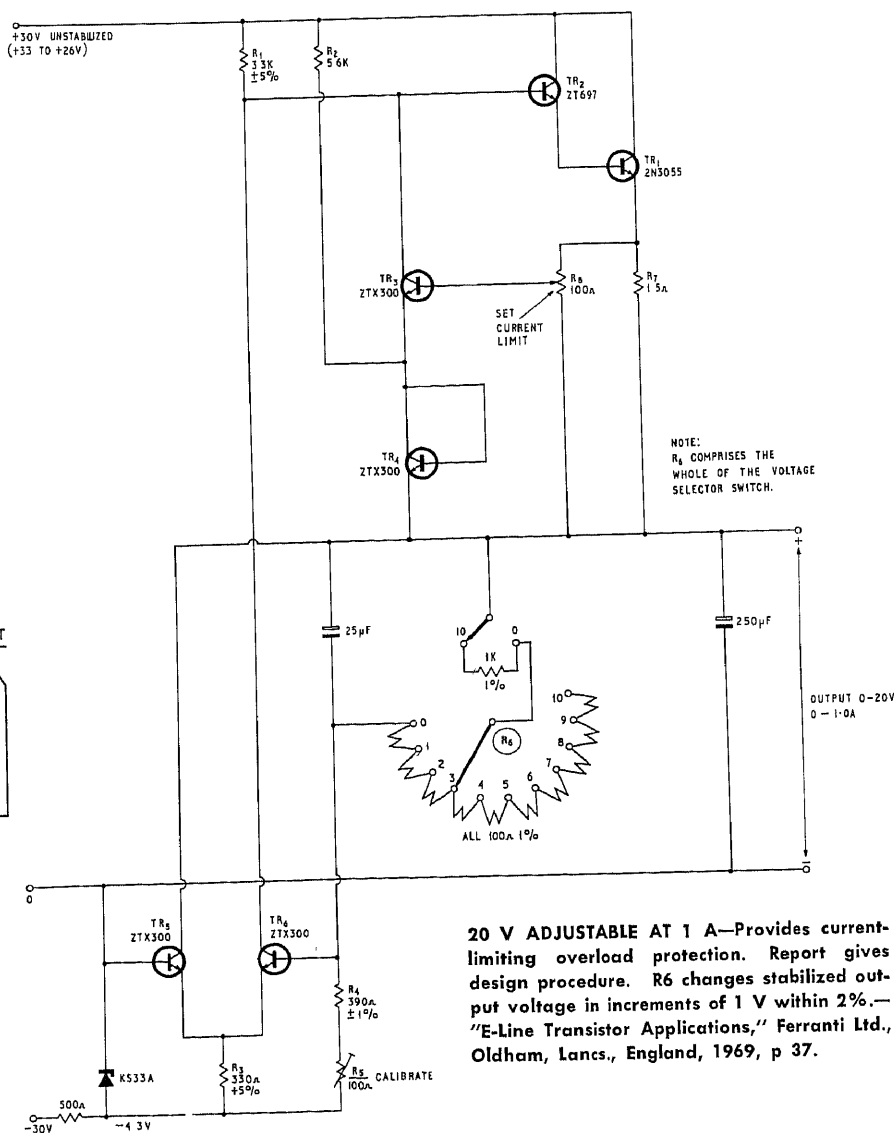 +30V UNSTABILIZED
(+33 TO +26V)
R1
3.3K
±5%
R2
5.6K
TR2
ZT697
TR1
2N3055
TR3
ZTX300
R8
100Ω
R7
1.5Ω
SET
CURRENT
LIMIT
TR4
ZTX300
NOTE:
R6 COMPRISES THE
WHOLE OF THE VOLTAGE
SELECTOR SWITCH.
+
25µF
10
0
1K
1%
250µF
OUTPUT 0-20V
0-1·0A
T
0
1
2
3
4
5
6
7
8
9
10
R6
ALL 100Ω 1%
–
0
TR5
ZTX300
TR6
ZTX300
R4
390Ω
±1%
KS33A
R3
330Ω
±5%
R5
100Ω
CALIBRATE
500Ω
-30V
~4.3V
20 V ADJUSTABLE AT 1 A—Provides current-
limiting overload protection. Report gives
design procedure. R6 changes stabilized out-
put voltage in increments of 1 V within 2%.—
"E-Line Transistor Applications," Ferranti Ltd.,
Oldham, Lancs., England, 1969, p 37.